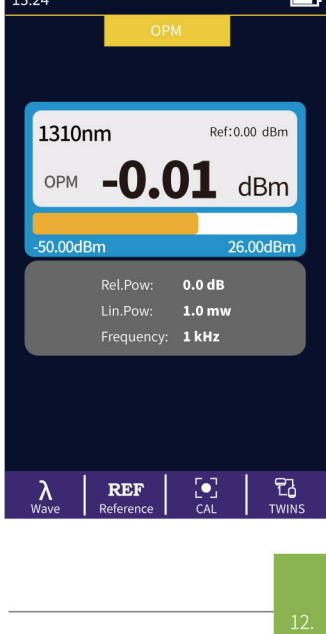 13:24
OPM
1310nm Ref:0.00 dBm
OPM -0.01 dBm
-50.00dBm 26.00dBm
Rel.Pow: 0.0 dB
Lin.Pow: 1.0 mw
Frequency: 1 kHz
λ REF
Wave Reference CAL TWINS
12.